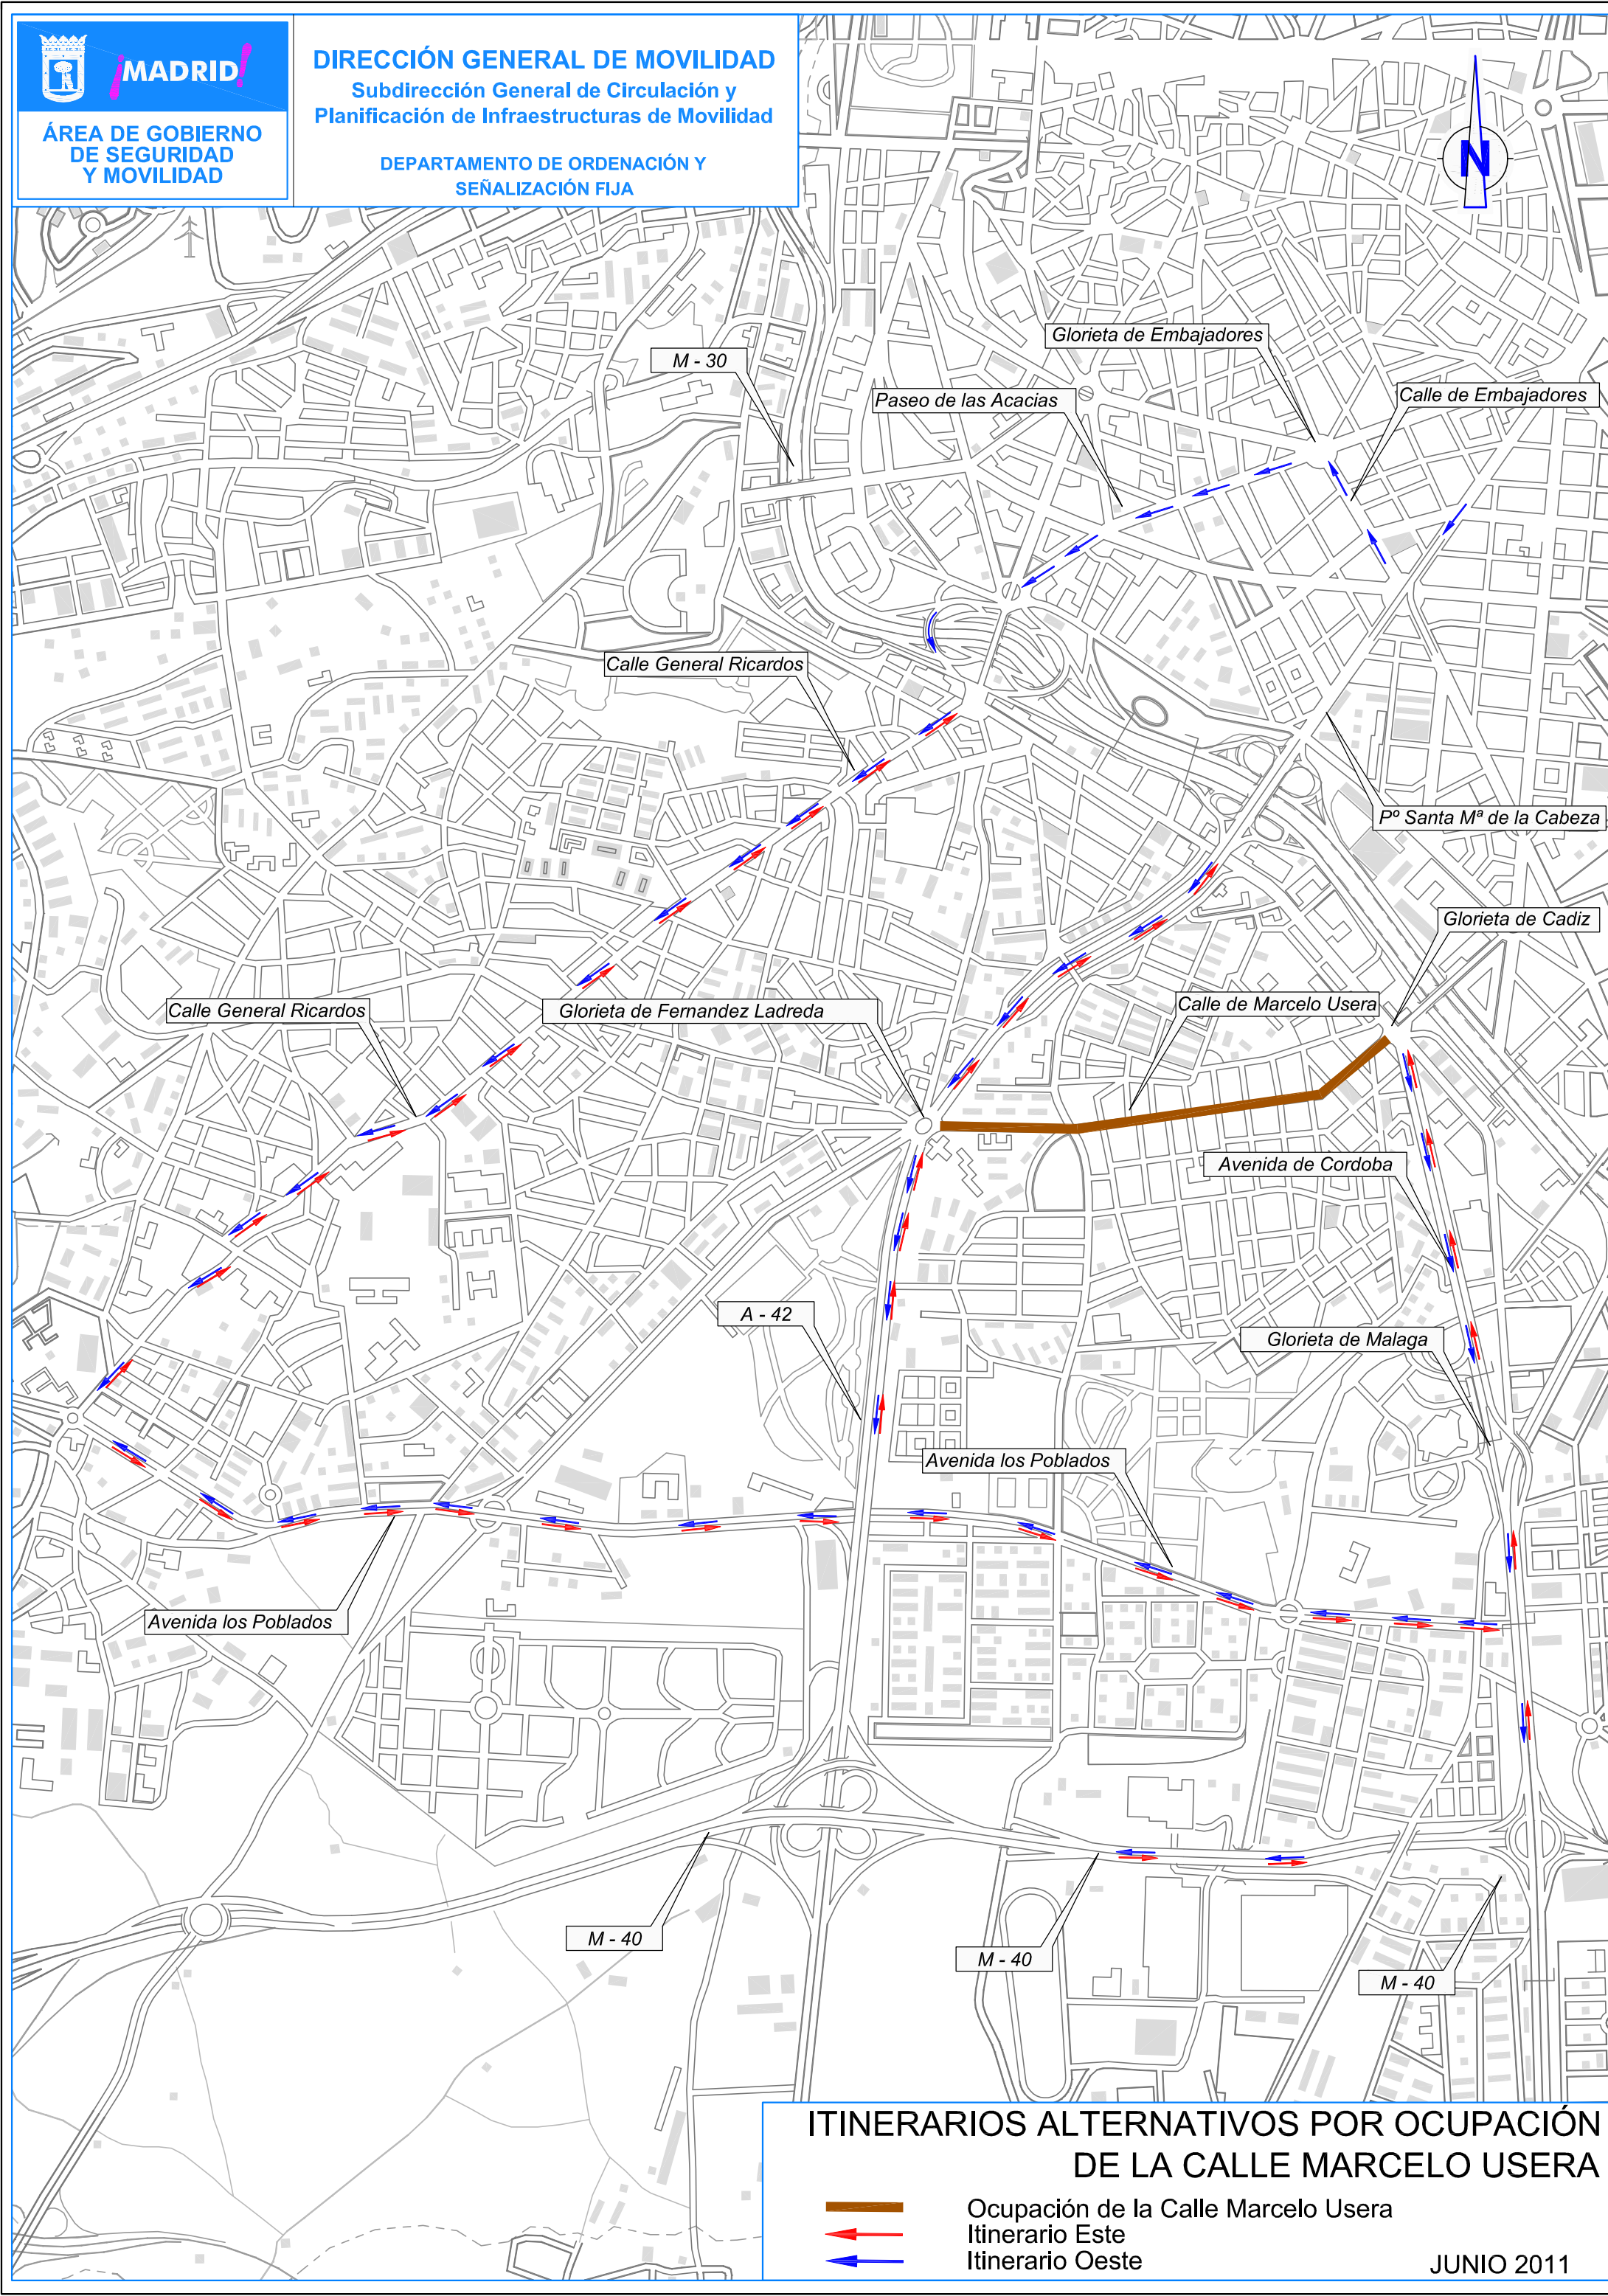 ¡MADRID!
ÁREA DE GOBIERNO
DE SEGURIDAD
Y MOVILIDAD
DIRECCIÓN GENERAL DE MOVILIDAD
Subdirección General de Circulación y
Planificación de Infraestructuras de Movilidad
DEPARTAMENTO DE ORDENACIÓN Y
SEÑALIZACIÓN FIJA
N
Glorieta de Embajadores
M - 30
Calle de Embajadores
Paseo de las Acacias
Calle General Ricardos
Pº Santa Mª de la Cabeza
Glorieta de Cadiz
Calle General Ricardos
Glorieta de Fernandez Ladreda
Calle de Marcelo Usera
Avenida de Cordoba
A - 42
Glorieta de Malaga
Avenida los Poblados
Avenida los Poblados
M - 40
M - 40
M - 40
ITINERARIOS ALTERNATIVOS POR OCUPACIÓN
DE LA CALLE MARCELO USERA
Ocupación de la Calle Marcelo Usera
Itinerario Este
Itinerario Oeste
JUNIO 2011